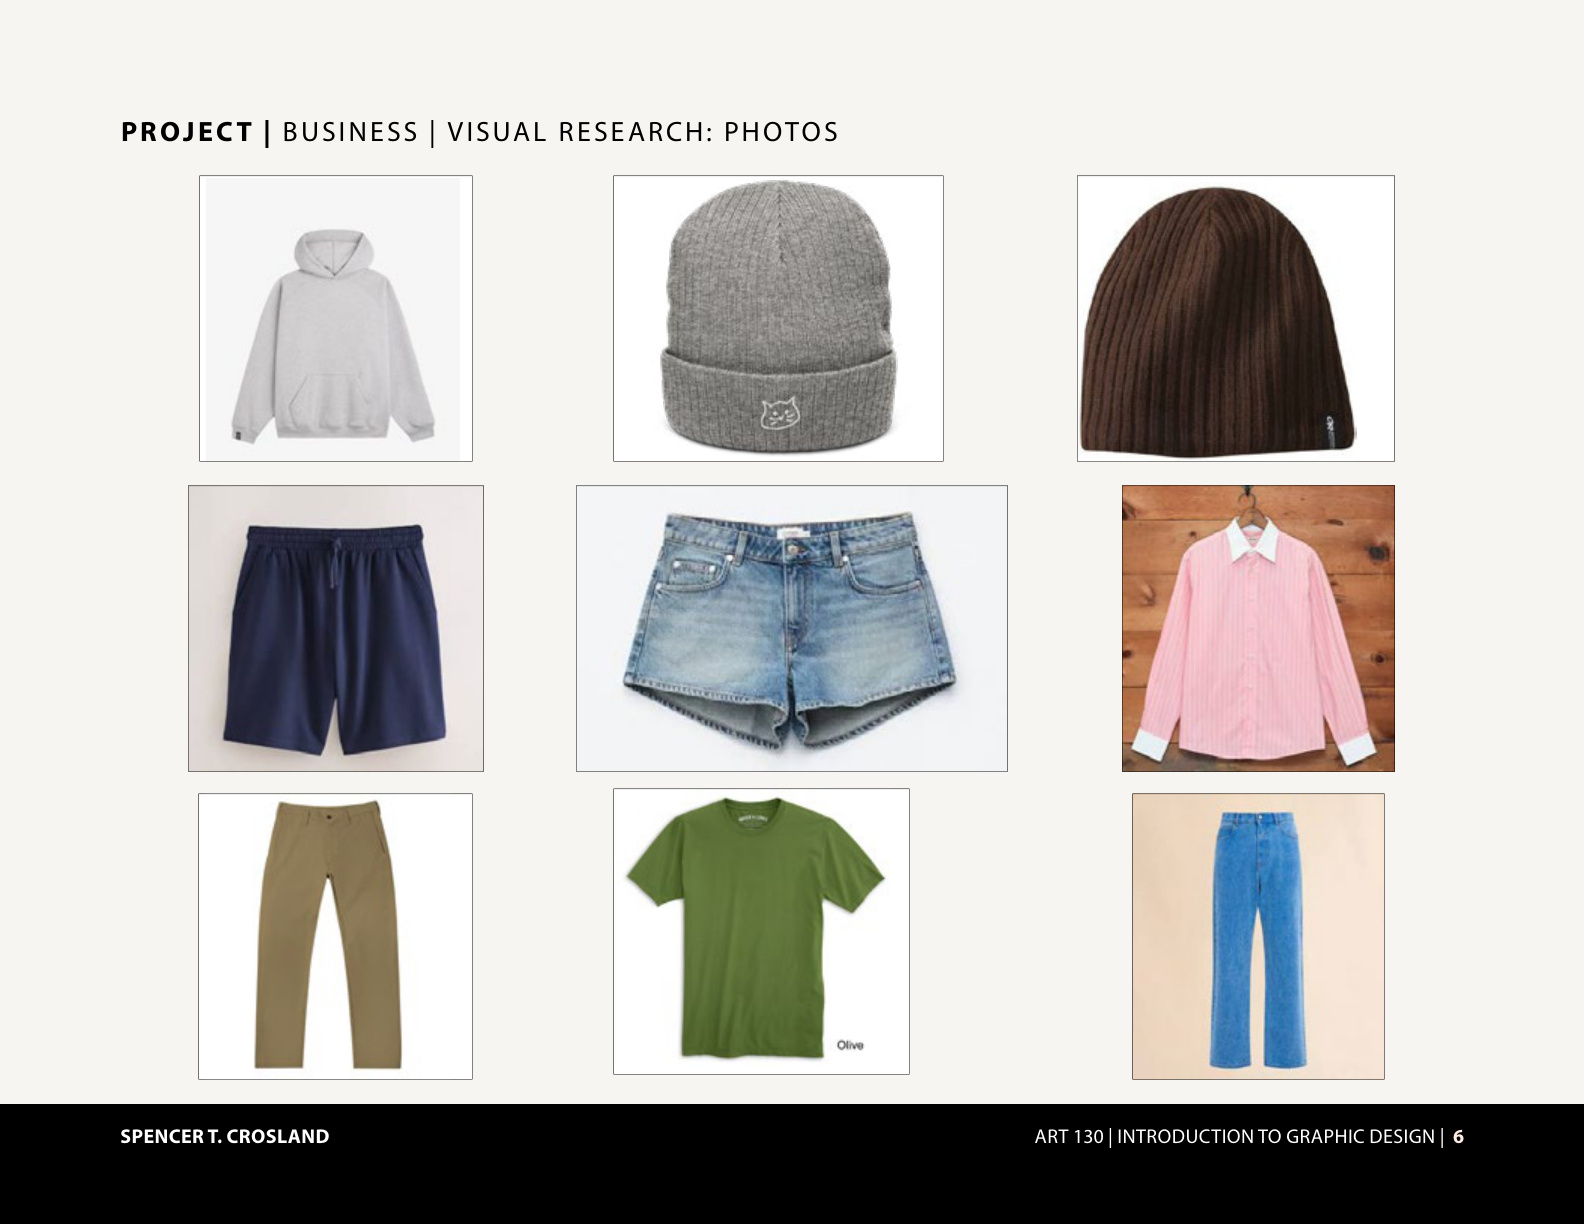 PROJECT | BUSINESS | VISUAL RESEARCH: PHOTOS
Olive
SPENCER T. CROSLAND
ART 130 | INTRODUCTION TO GRAPHIC DESIGN | 6